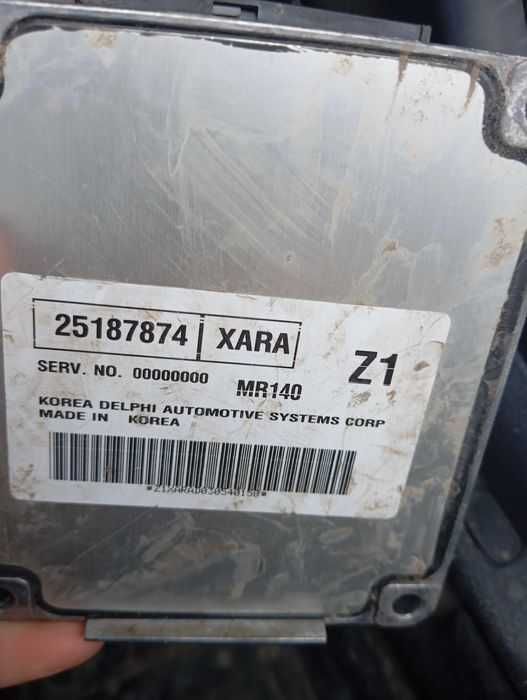 25187874 XARA Z1
SERV. NO. 00000000 MR140
KOREA DELPHI AUTOMOTIVE SYSTEMS CORP
MADE IN KOREA